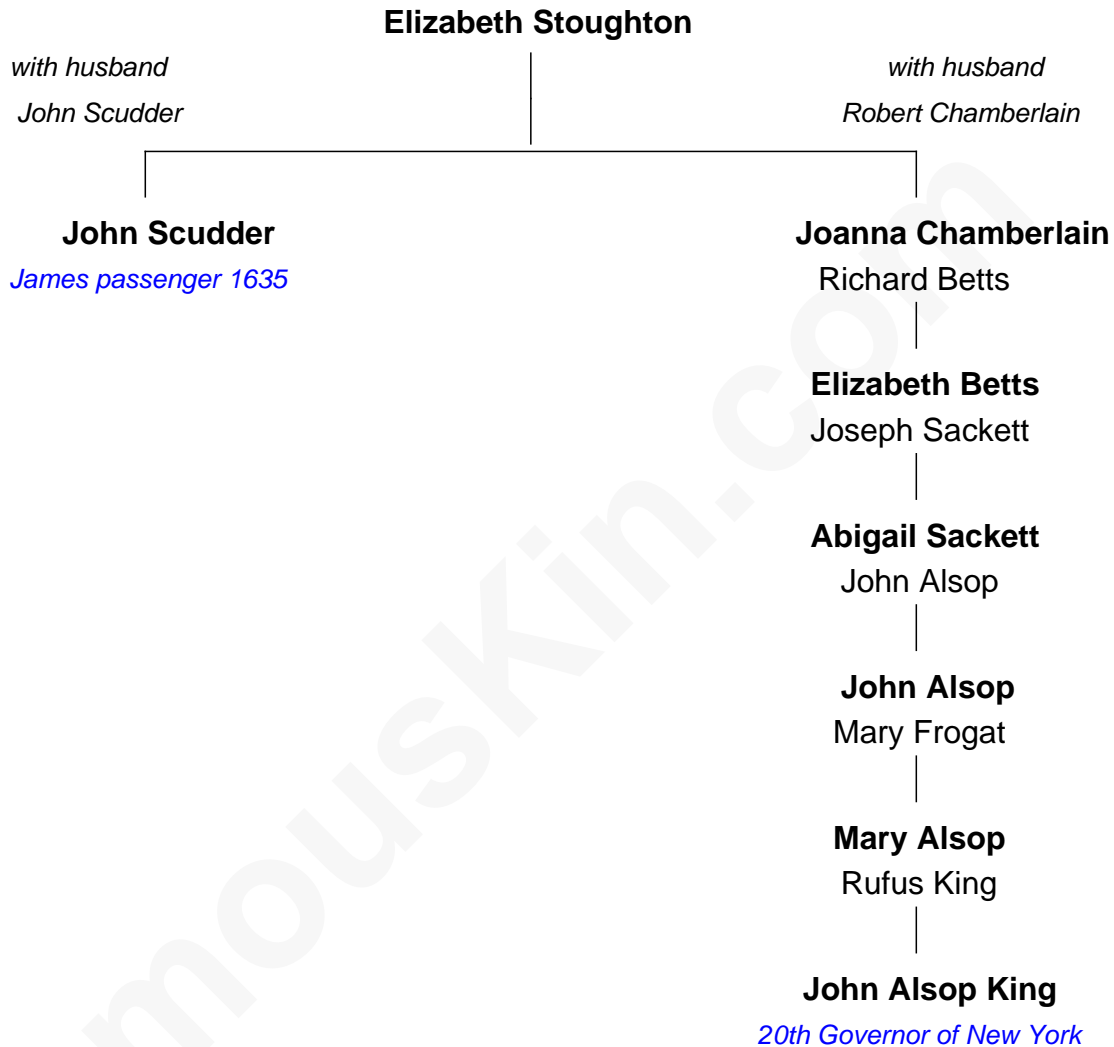 Elizabeth Stoughton
with husband
John Scudder
with husband
Robert Chamberlain
John Scudder
James passenger 1635
Joanna Chamberlain
Richard Betts
Elizabeth Betts
Joseph Sackett
Abigail Sackett
John Alsop
John Alsop
Mary Frogat
Mary Alsop
Rufus King
John Alsop King
20th Governor of New York
mousKin.com